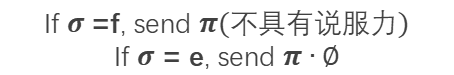 If 𝝈 =f, send 𝝅(不具有说服力)
If 𝝈 = e, send 𝝅 · ∅